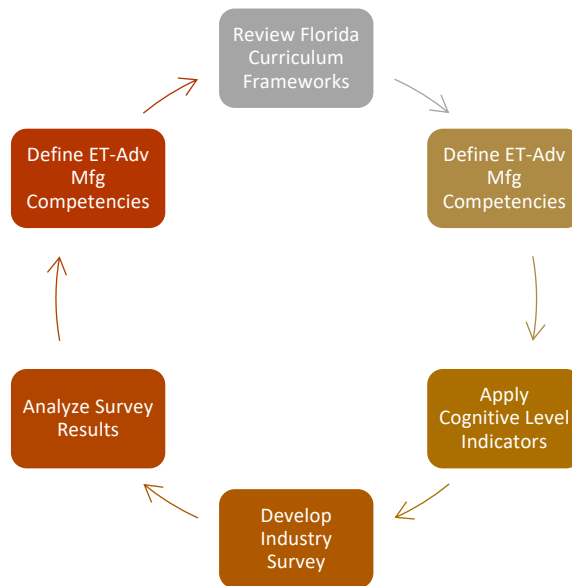 Review Florida
Curriculum
Frameworks
Define ET-Adv
Mfg
Competencies
Apply
Cognitive Level
Indicators
Develop
Industry
Survey
Analyze Survey
Results
Define ET-Adv
Mfg
Competencies